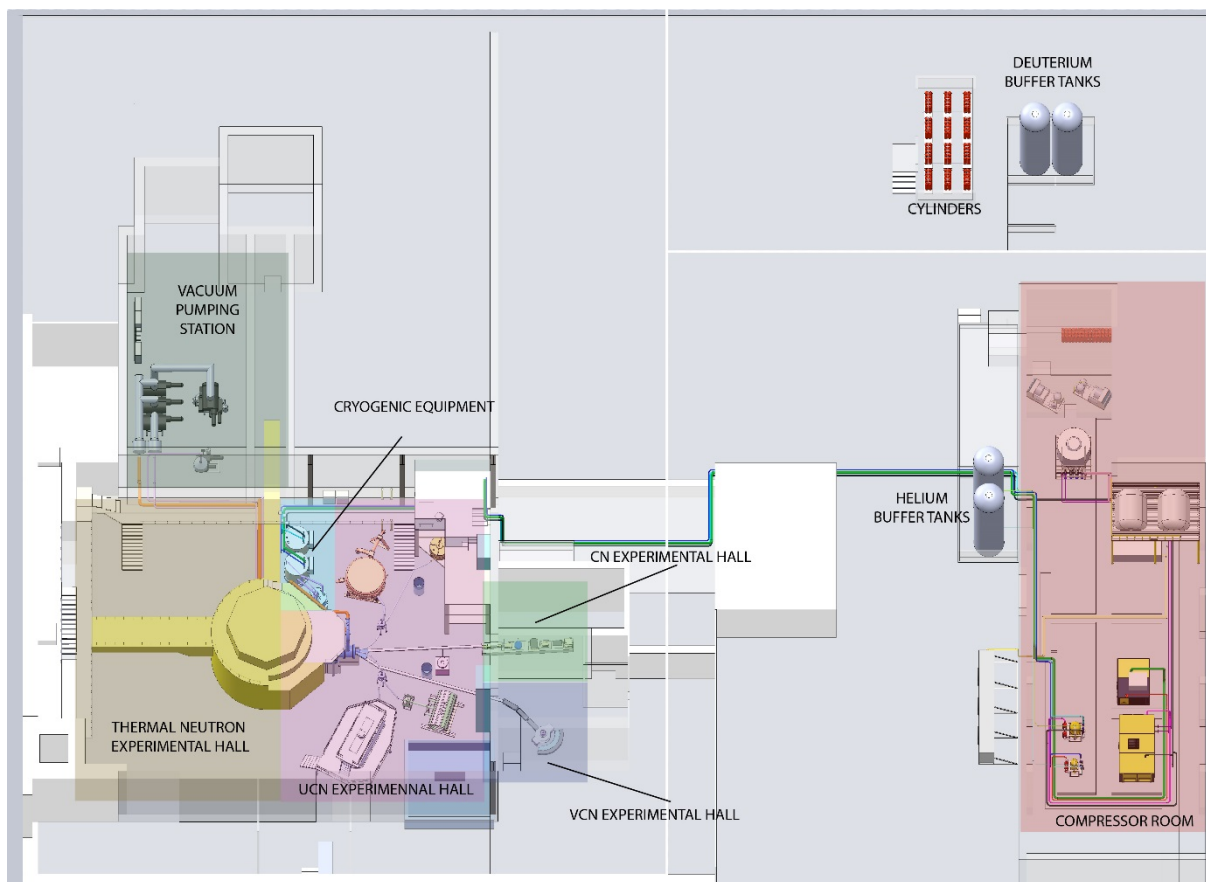 DEUTERIUM
BUFFER TANKS
CYLINDERS
VACUUM
PUMPING
STATION
CRYOGENIC EQUIPMENT
HELIUM
BUFFER TANKS
CN EXPERIMENTAL HALL
THERMAL NEUTRON
EXPERIMENTAL HALL
UCN EXPERIMENNAL HALL
VCN EXPERIMENTAL HALL
COMPRESSOR ROOM